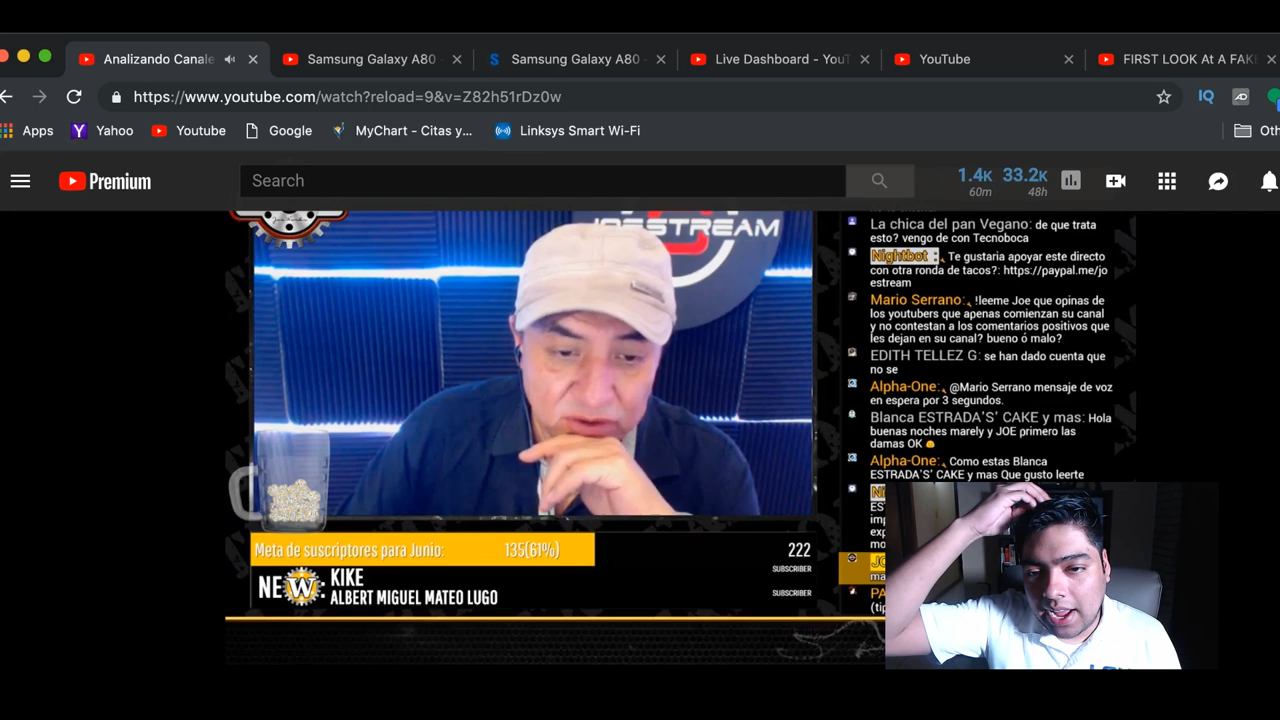 Analizando Canale
Samsung Galaxy A80
Samsung Galaxy A80
Live Dashboard - YouT
YouTube
FIRST LOOK At A FAK
https://www.youtube.com/watch?reload=9&v=Z82h51rDz0w
Apps
Yahoo
Youtube
Google
MyChart - Citas y...
Linksys Smart Wi-Fi
Oth
Premium
Search
1.4K
60m
33.2K
48h
JOESTREAM
La chica del pan Vegano: de que trata
esto? vengo de con Tecnoboca
Nightbot : Te gustaria apoyar este directo
con otra ronda de tacos?: https://paypal.me/jo
estream
Mario Serrano: !leeme Joe que opinas de
los youtubers que apenas comienzan su canal
y no contestan a los comentarios positivos que
les dejan en su canal? bueno ó malo?
EDITH TELLEZ G: se han dado cuenta que
no se
Alpha-One: @Mario Serrano mensaje de voz
en espera por 3 segundos.
Blanca ESTRADA'S' CAKE y mas: Hola
buenas noches marely y JOE primero las
damas OK
Alpha-One: Como estas Blanca
ESTRADA'S' CAKE y mas Que gusto leerte
Meta de suscriptores para Junio: 135(61%)
222
SUBSCRIBER
NEW:
KIKE
ALBERT MIGUEL MATEO LUGO
SUBSCRIBER